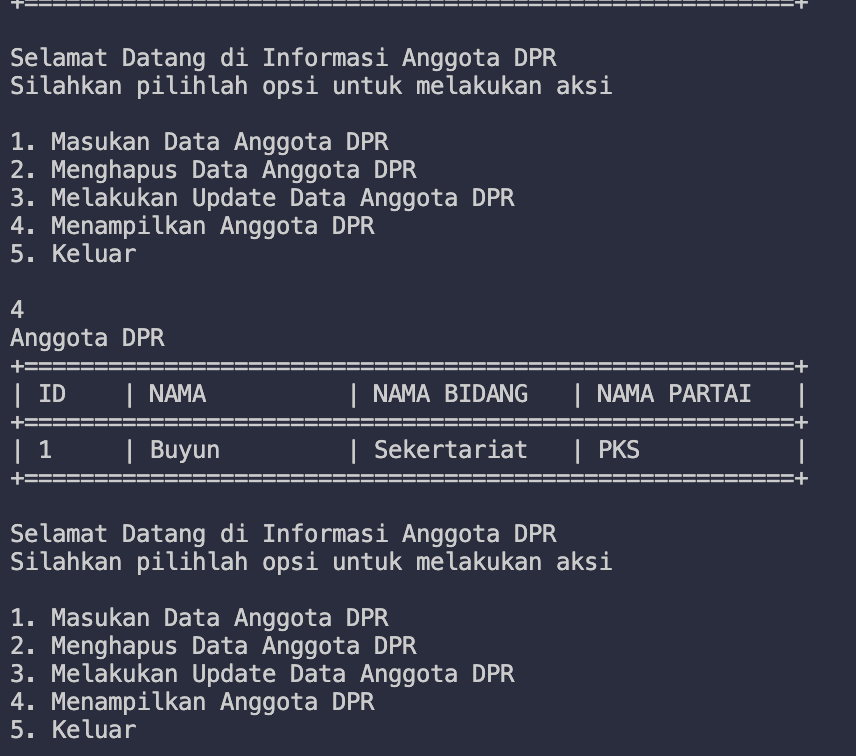 +=======================================================+

Selamat Datang di Informasi Anggota DPR
Silahkan pilihlah opsi untuk melakukan aksi

1. Masukan Data Anggota DPR
2. Menghapus Data Anggota DPR
3. Melakukan Update Data Anggota DPR
4. Menampilkan Anggota DPR
5. Keluar

4
Anggota DPR
+=======================================================+
| ID    | NAMA          | NAMA BIDANG   | NAMA PARTAI   |
+=======================================================+
| 1     | Buyun         | Sekertariat   | PKS           |
+=======================================================+

Selamat Datang di Informasi Anggota DPR
Silahkan pilihlah opsi untuk melakukan aksi

1. Masukan Data Anggota DPR
2. Menghapus Data Anggota DPR
3. Melakukan Update Data Anggota DPR
4. Menampilkan Anggota DPR
5. Keluar